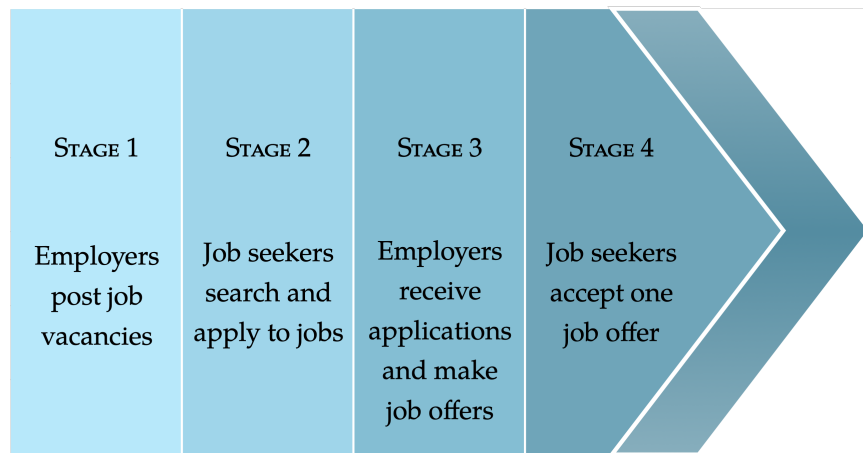 STAGE 1
Employers
post job
vacancies
STAGE 2
Job seekers
search and
apply to jobs
STAGE 3
Employers
receive
applications
and make
job offers
STAGE 4
Job seekers
accept one
job offer